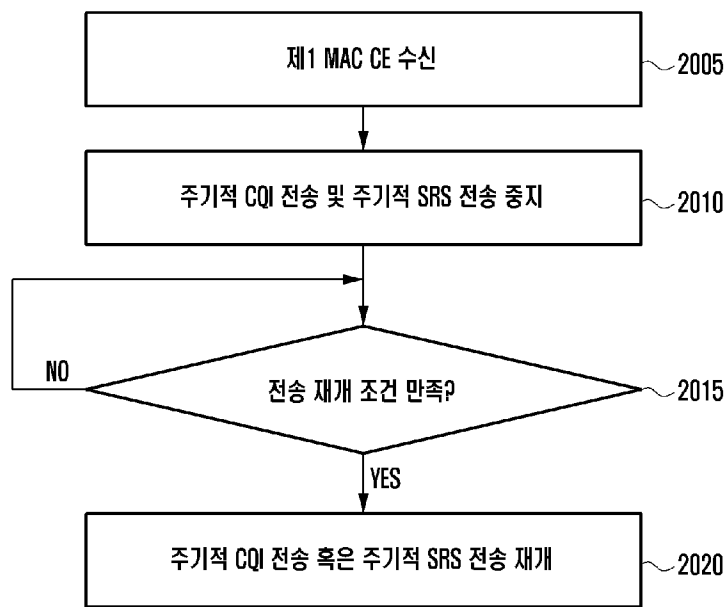 제1 MAC CE 수신
2005
주기적 CQI 전송 및 주기적 SRS 전송 중지
2010
NO
전송 재개 조건 만족?
2015
YES
주기적 CQI 전송 혹은 주기적 SRS 전송 재개
2020